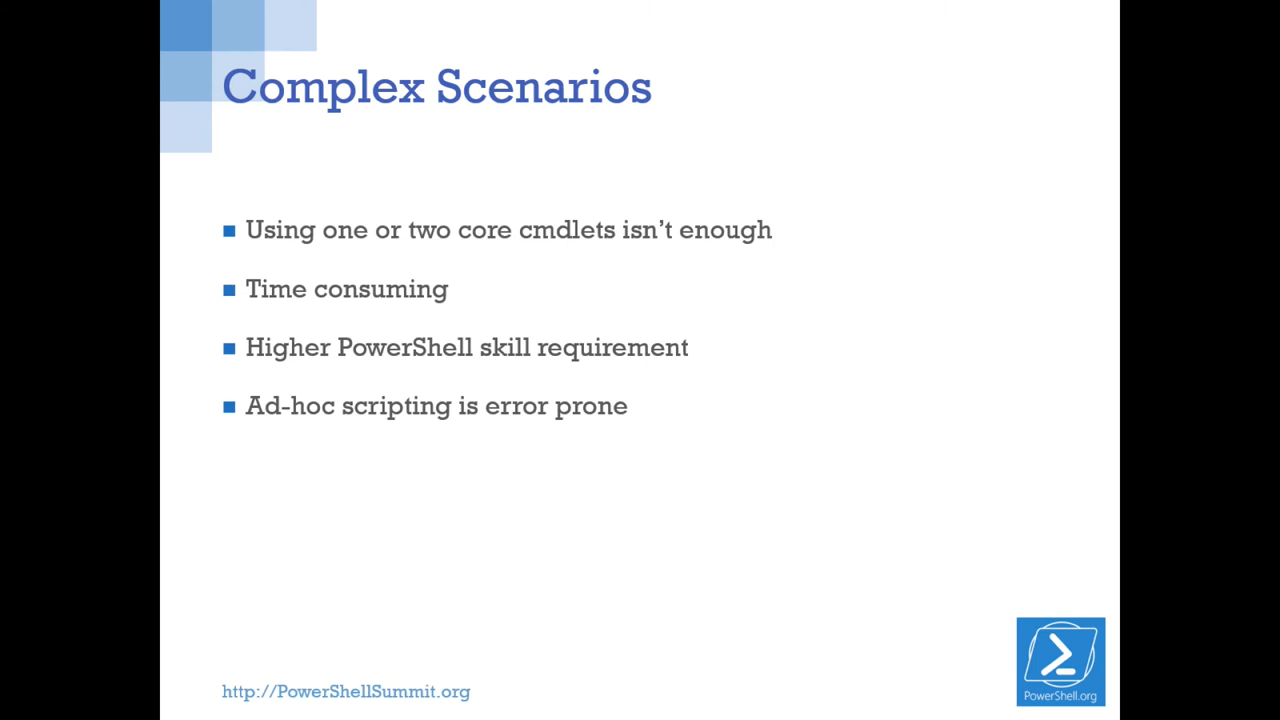 Complex Scenarios
Using one or two core cmdlets isn’t enough
Time consuming
Higher PowerShell skill requirement
Ad-hoc scripting is error prone
http://PowerShellSummit.org
PowerShell.org